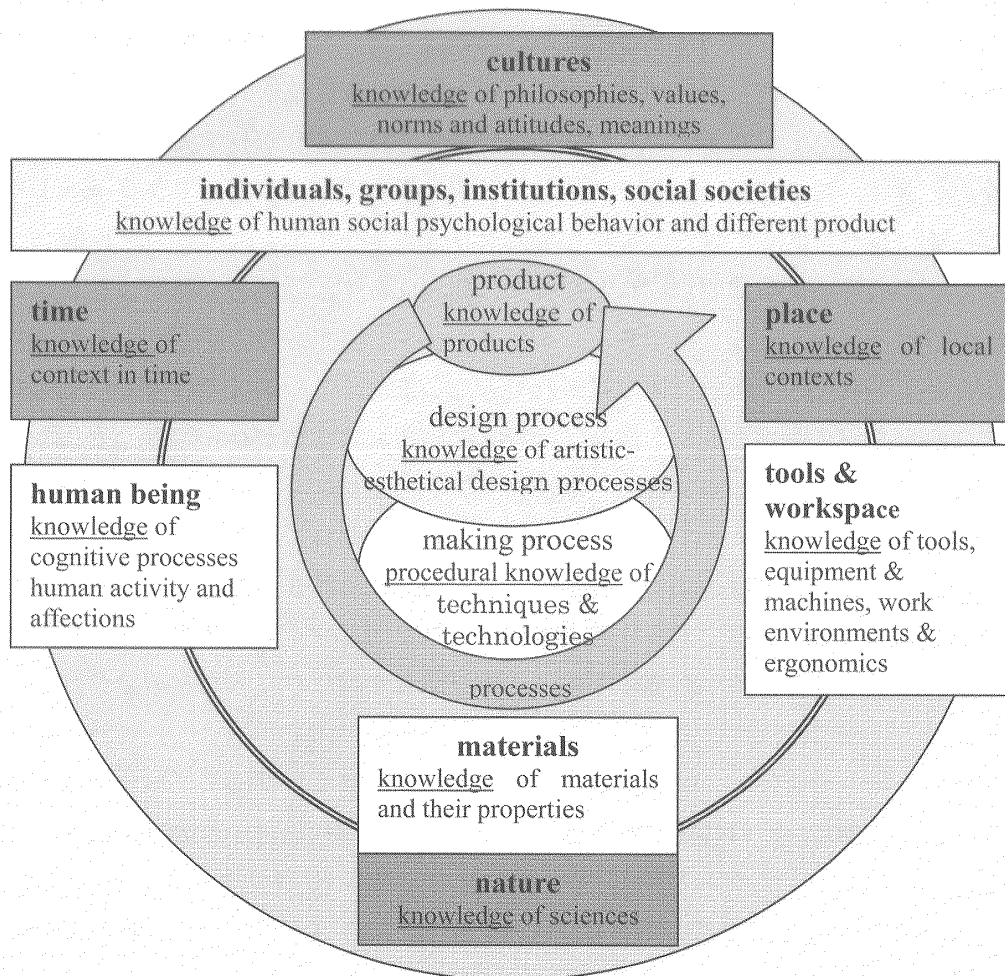 cultures
knowledge of philosophies, values,
norms and attitudes, meanings
individuals, groups, institutions, social societies
knowledge of human social psychological behavior and different product
time
knowledge of
context in time
product
knowledge of
products
place
knowledge of local
contexts
design process
knowledge of artistic-
esthetical design processes
human being
knowledge of
cognitive processes
human activity and
affections
making process
procedural knowledge of
techniques &
technologies
tools &
workspace
knowledge of tools,
equipment &
machines, work
environments &
ergonomics
processes
materials
knowledge of materials
and their properties
nature
knowledge of sciences